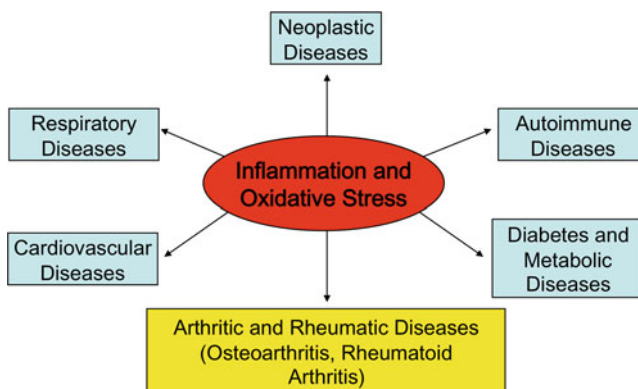 Neoplastic
Diseases
Respiratory
Diseases
Autoimmune
Diseases
Inflammation and
Oxidative Stress
Cardiovascular
Diseases
Diabetes and
Metabolic
Diseases
Arthritic and Rheumatic Diseases
(Osteoarthritis, Rheumatoid
Arthritis)